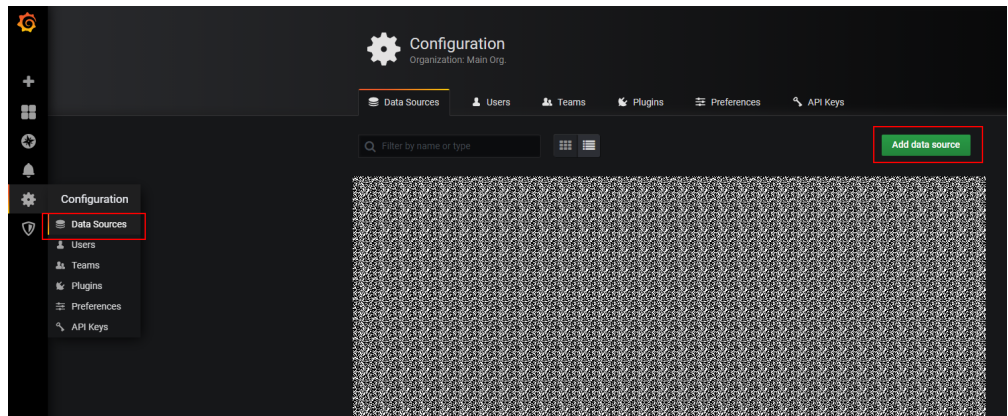 Configuration
Organization: Main Org.
Data Sources Users Teams Plugins Preferences API Keys
Filter by name or type
Add data source
Configuration
Data Sources
Users
Teams
Plugins
Preferences
API Keys